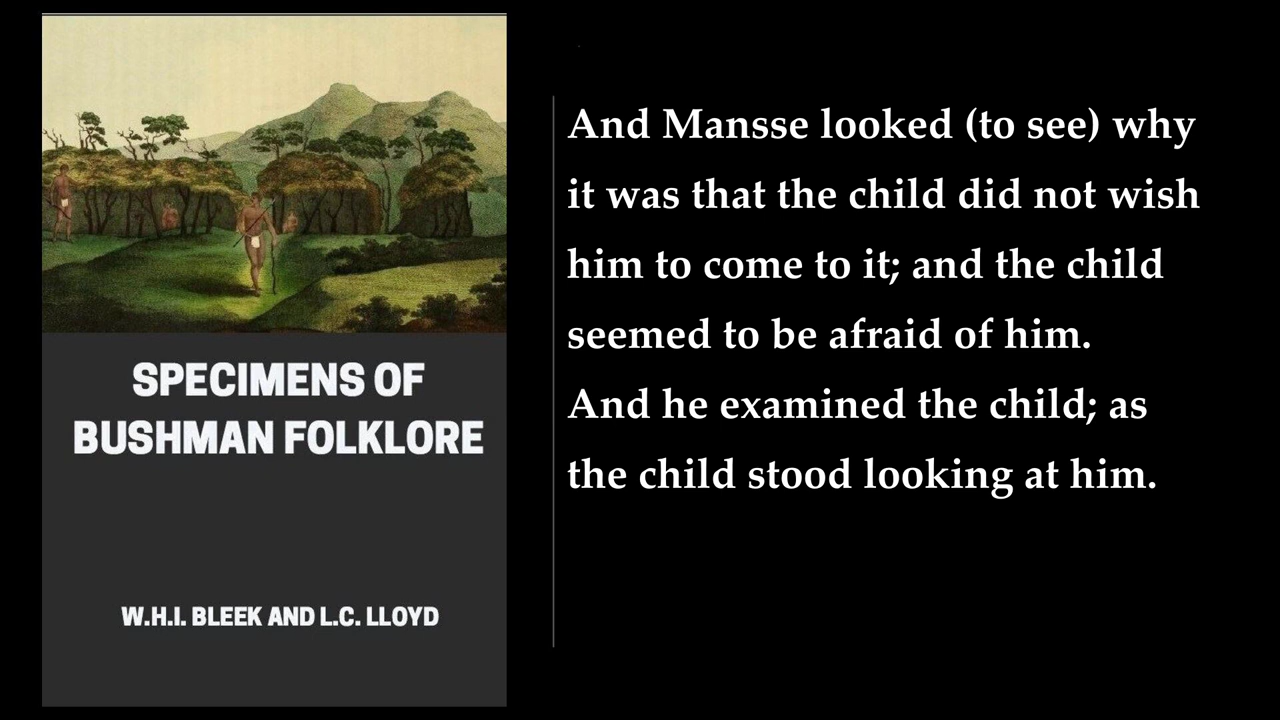 SPECIMENS OF
BUSHMAN FOLKLORE
W.H.I. BLEEK AND L.C. LLOYD
And Mansse looked (to see) why
it was that the child did not wish
him to come to it; and the child
seemed to be afraid of him.
And he examined the child; as
the child stood looking at him.